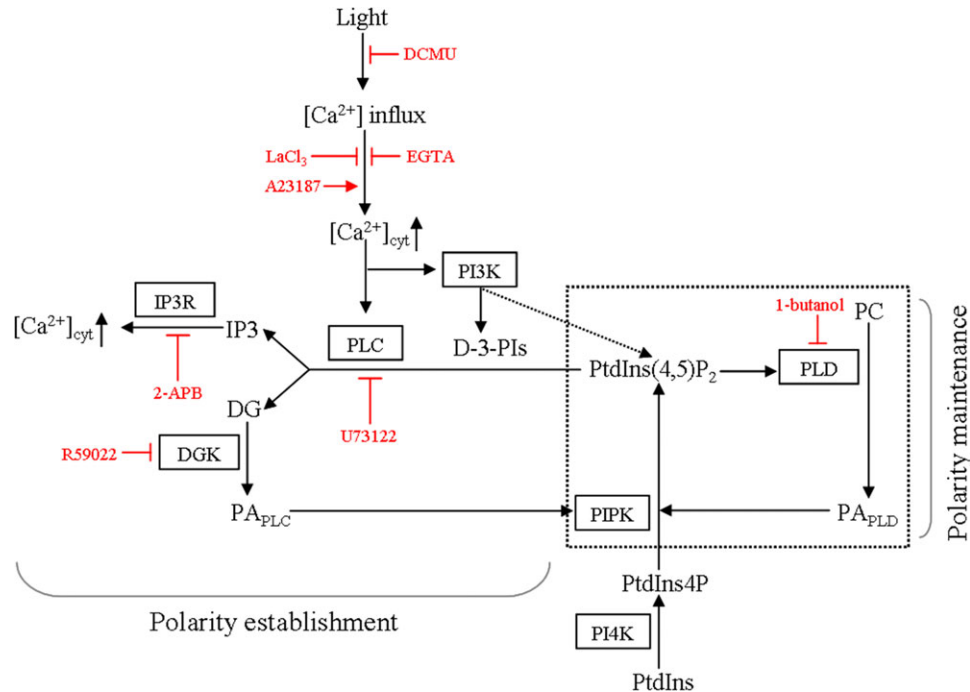 Light
DCMU
[Ca²⁺] influx
LaCl₃
EGTA
A23187
[Ca²⁺]cyt
PI3K
1-butanol
PC
IP3R
[Ca²⁺]cyt
IP3
PLC
D-3-PIs
PtdIns(4,5)P₂
PLD
2-APB
DG
U73122
R59022
DGK
PA_PLC
PIPK
PA_PLD
Polarity maintenance
PtdIns4P
Polarity establishment
PI4K
PtdIns